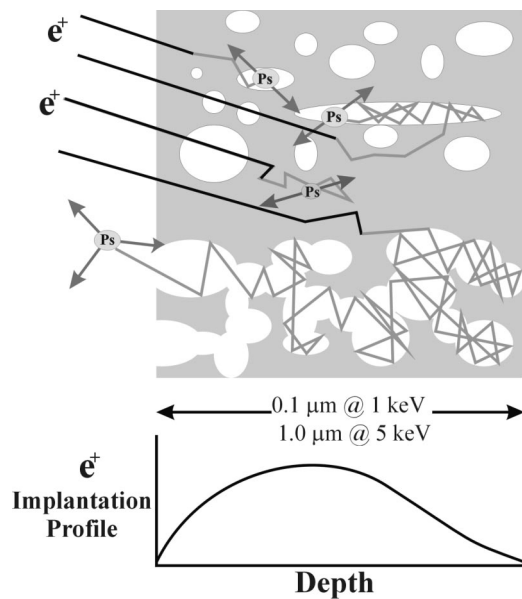 e⁺
Ps
Ps
e⁺
Ps
Ps
0.1 μm @ 1 keV
1.0 μm @ 5 keV
e⁺
Implantation
Profile
Depth